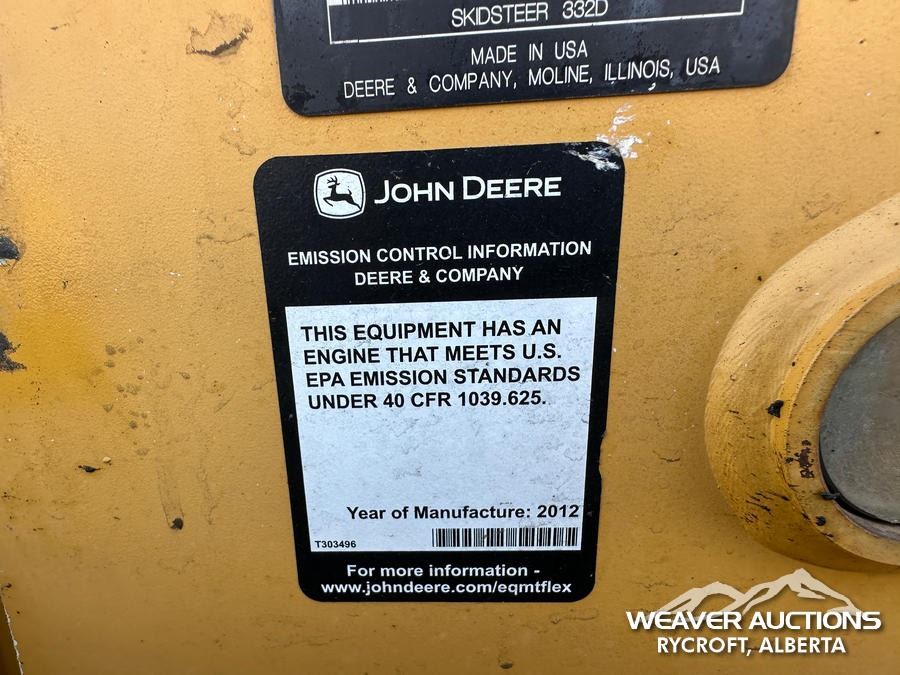 SKIDSTEER 332D
MADE IN USA
DEERE & COMPANY, MOLINE, ILLINOIS, USA
JOHN DEERE
EMISSION CONTROL INFORMATION
DEERE & COMPANY
THIS EQUIPMENT HAS AN
ENGINE THAT MEETS U.S.
EPA EMISSION STANDARDS
UNDER 40 CFR 1039.625.
Year of Manufacture: 2012
T303496
For more information -
www.johndeere.com/eqmtflex
WEAVER AUCTIONS
RYCROFT, ALBERTA